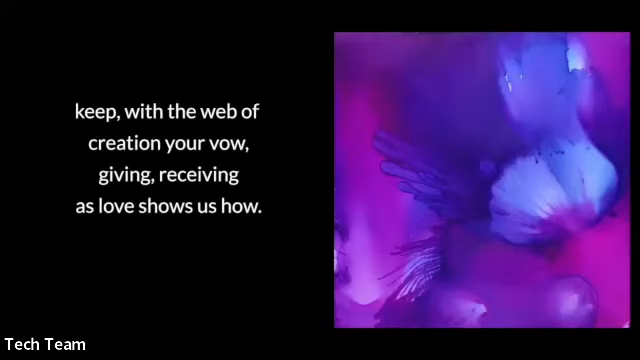 keep, with the web of
creation your vow,
giving, receiving
as love shows us how.
Tech Team